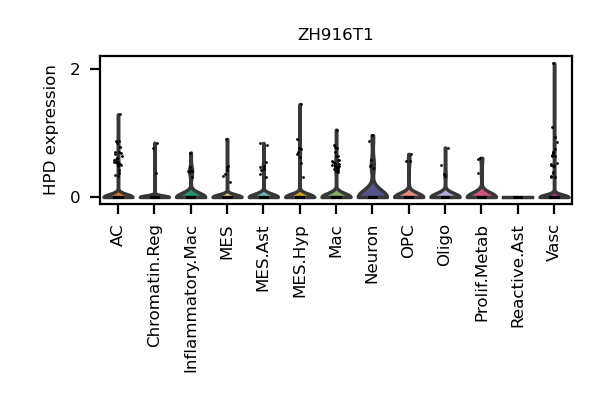 ZH916T1
HPD expression
2
0
AC
Chromatin.Reg
Inflammatory.Mac
MES
MES.Ast
MES.Hyp
Mac
Neuron
OPC
Oligo
Prolif.Metab
Reactive.Ast
Vasc